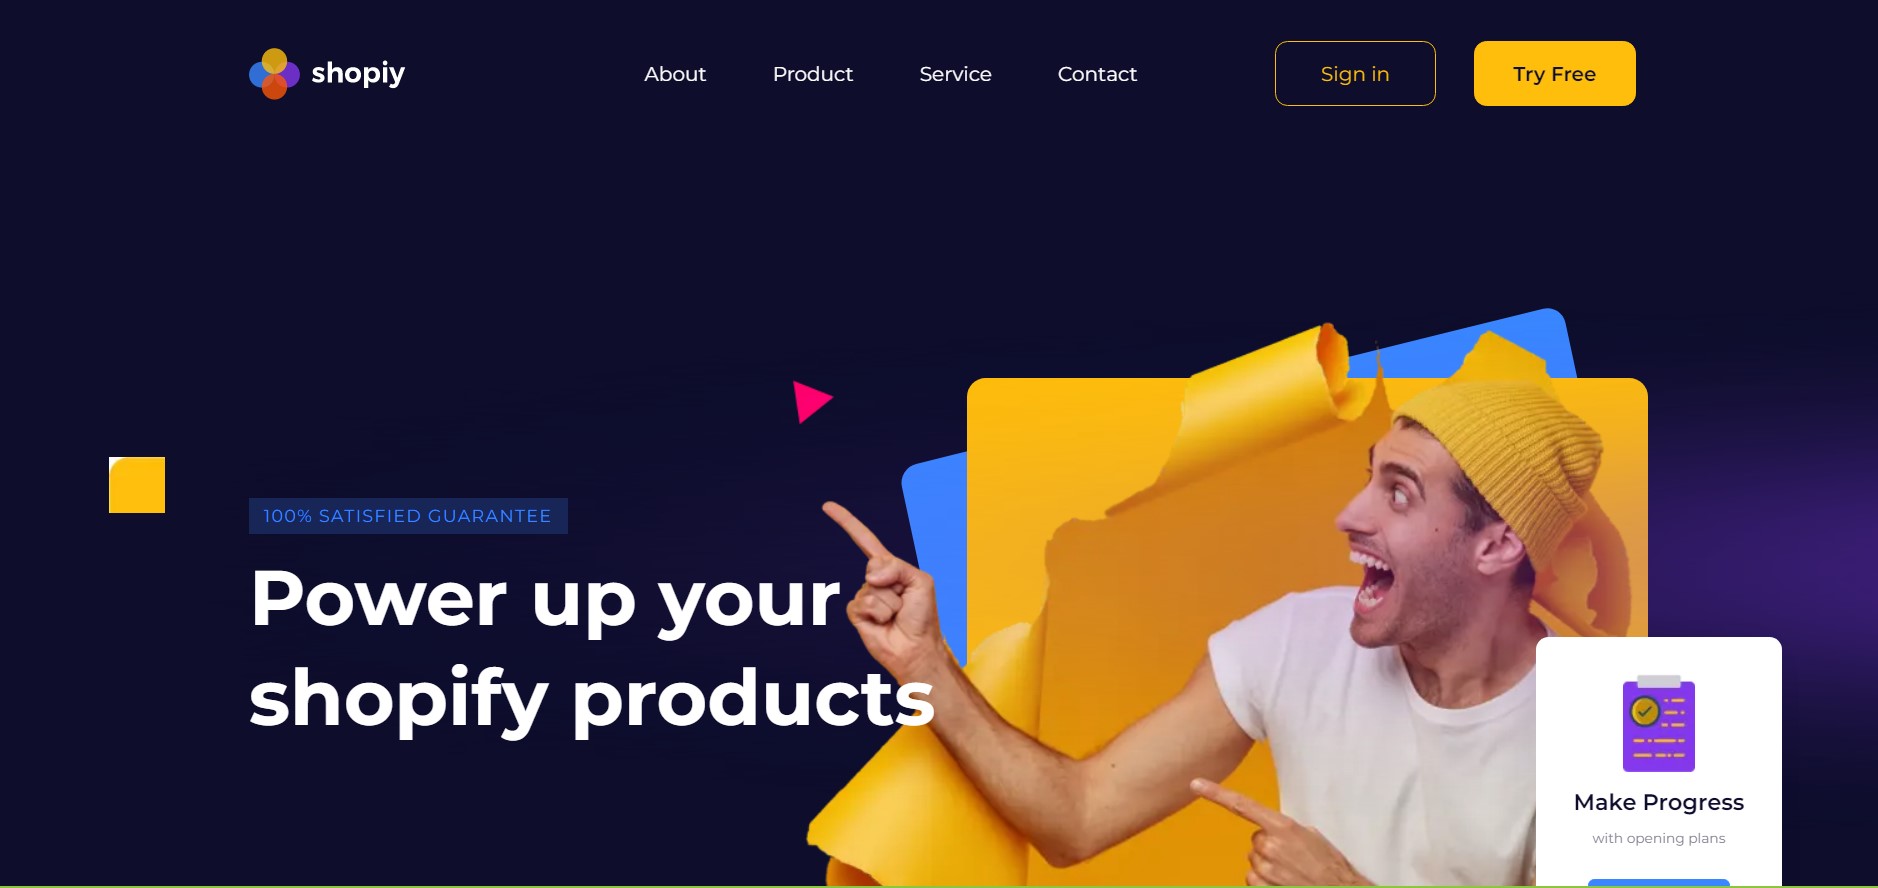 shopiy
About
Product
Service
Contact
Sign in
Try Free
100% SATISFIED GUARANTEE
Power up your
shopify products
Make Progress
with opening plans